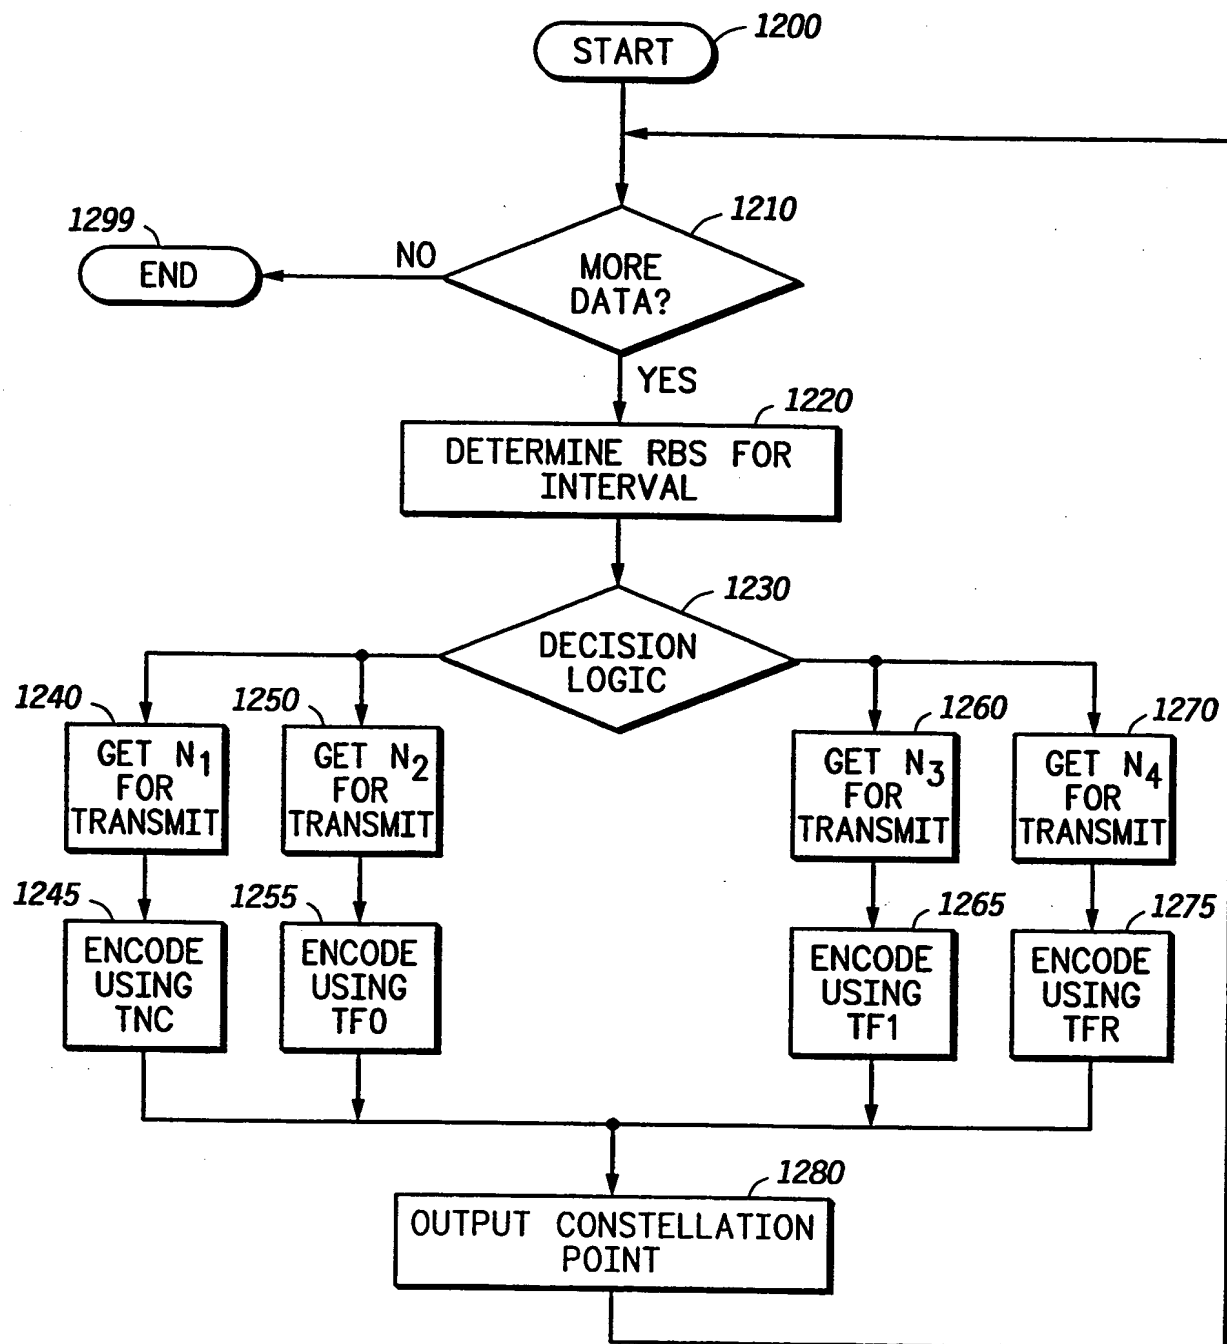 1200
START
1210
1299
NO
END
MORE
DATA?
YES
1220
DETERMINE RBS FOR
INTERVAL
1230
DECISION
LOGIC
1240
GET N1
FOR
TRANSMIT
1250
GET N2
FOR
TRANSMIT
1260
GET N3
FOR
TRANSMIT
1270
GET N4
FOR
TRANSMIT
1245
ENCODE
USING
TNC
1255
ENCODE
USING
TF0
1265
ENCODE
USING
TF1
1275
ENCODE
USING
TFR
1280
OUTPUT CONSTELLATION
POINT